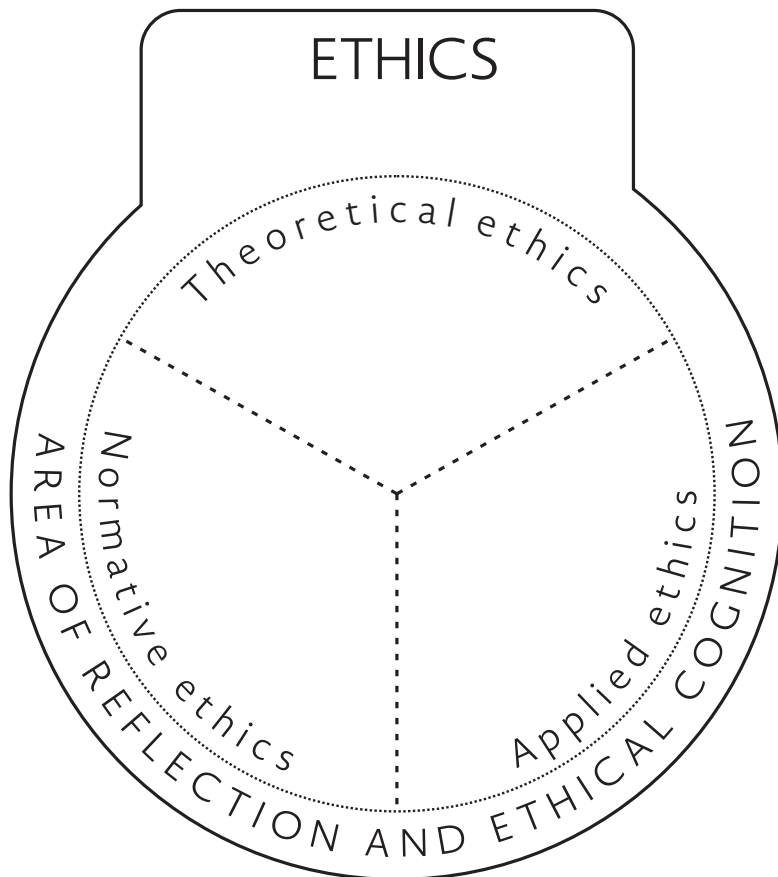 ETHICS
Theoretical ethics
Normative ethics
Applied ethics
AREA OF REFLECTION AND ETHICAL COGNITION